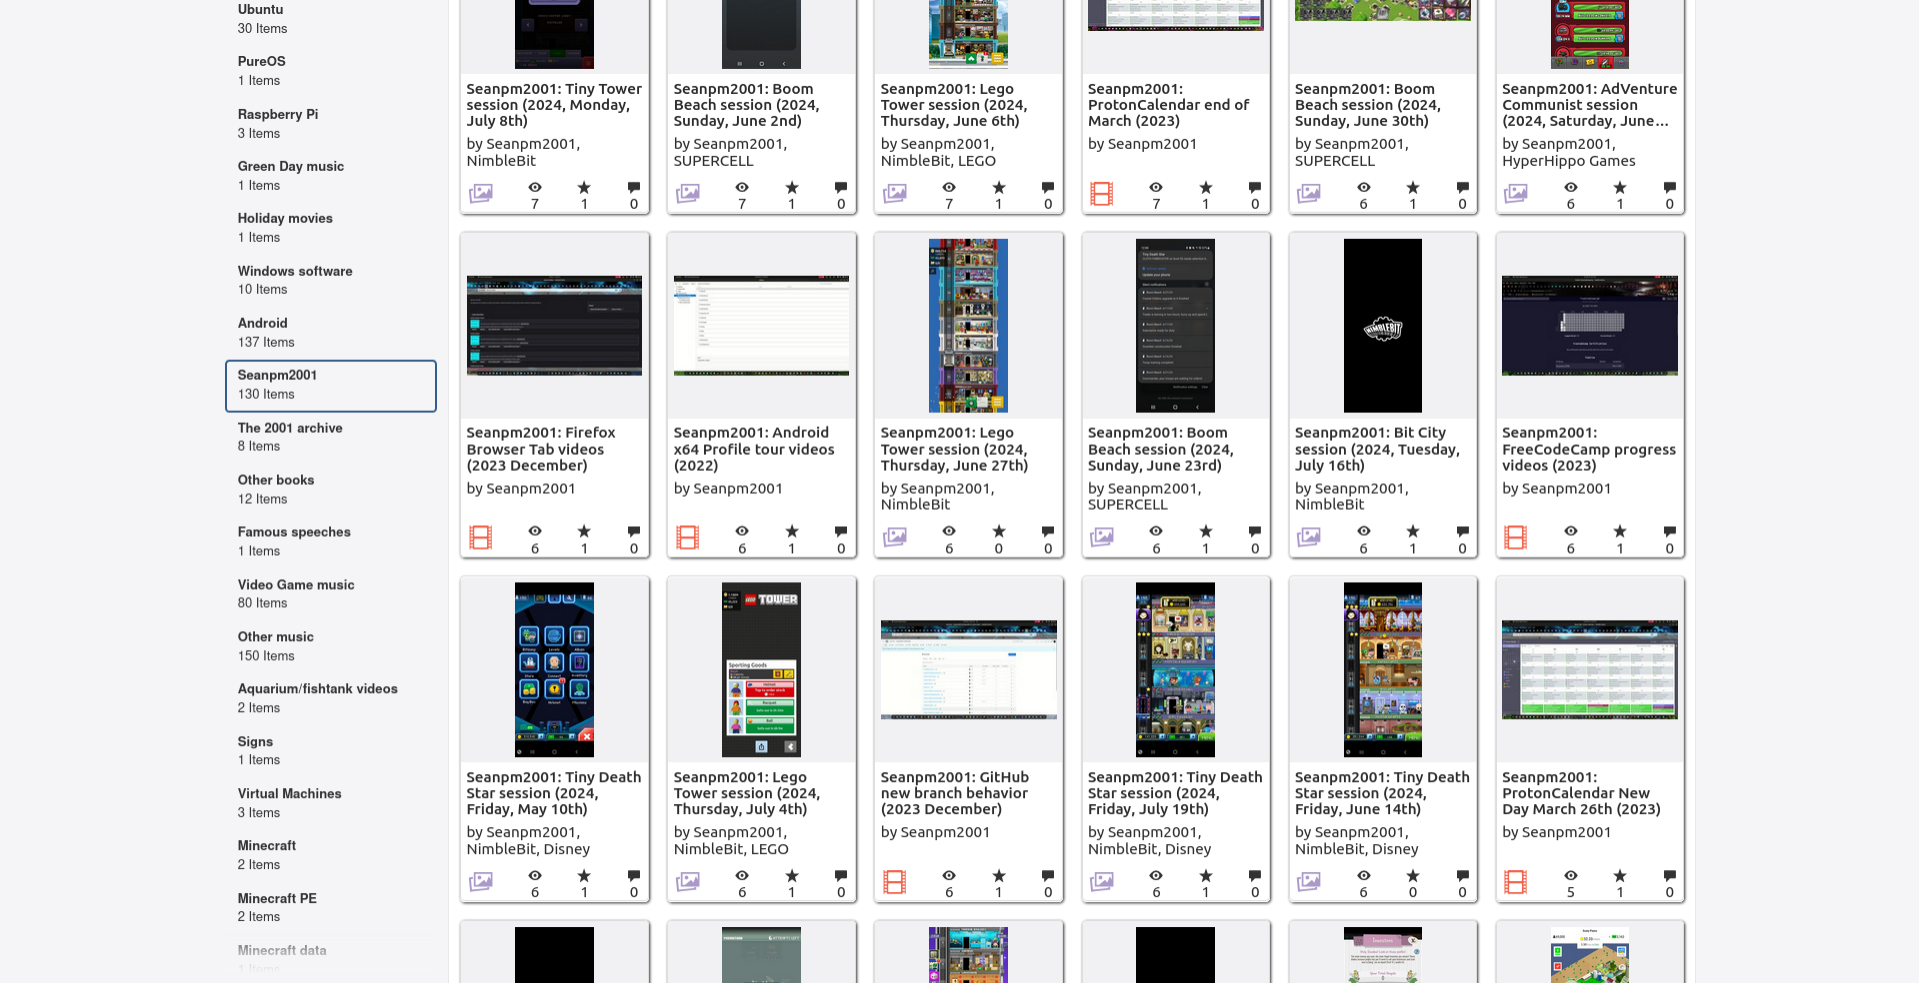 Ubuntu
30 Items
PureOS
1 Items
Raspberry Pi
3 Items
Green Day music
1 Items
Holiday movies
1 Items
Windows software
10 Items
Android
137 Items
Seanpm2001
130 Items
The 2001 archive
8 Items
Other books
12 Items
Famous speeches
1 Items
Video Game music
80 Items
Other music
150 Items
Aquarium/fishtank videos
2 Items
Signs
1 Items
Virtual Machines
3 Items
Minecraft
2 Items
Minecraft PE
2 Items
Minecraft data
1 Items
Seanpm2001: Tiny Tower
session (2024, Monday,
July 8th)
by Seanpm2001,
NimbleBit
7
1
0
Seanpm2001: Boom
Beach session (2024,
Sunday, June 2nd)
by Seanpm2001,
SUPERCELL
7
1
0
Seanpm2001: Lego
Tower session (2024,
Thursday, June 6th)
by Seanpm2001,
NimbleBit, LEGO
7
1
0
Seanpm2001:
ProtonCalendar end of
March (2023)
by Seanpm2001
7
1
0
Seanpm2001: Boom
Beach session (2024,
Sunday, June 30th)
by Seanpm2001,
SUPERCELL
6
1
0
Seanpm2001: AdVenture
Communist session
(2024, Saturday, June...
by Seanpm2001,
HyperHippo Games
6
1
0
Seanpm2001: Firefox
Browser Tab videos
(2023 December)
by Seanpm2001
6
1
0
Seanpm2001: Android
x64 Profile tour videos
(2022)
by Seanpm2001
6
1
0
Seanpm2001: Lego
Tower session (2024,
Thursday, June 27th)
by Seanpm2001,
NimbleBit
6
0
0
Seanpm2001: Boom
Beach session (2024,
Sunday, June 23rd)
by Seanpm2001,
SUPERCELL
6
1
0
NIMBLEBIT
Seanpm2001: Bit City
session (2024, Tuesday,
July 16th)
by Seanpm2001,
NimbleBit
6
1
0
Seanpm2001:
FreeCodeCamp progress
videos (2023)
by Seanpm2001
6
1
0
Seanpm2001: Tiny Death
Star session (2024,
Friday, May 10th)
by Seanpm2001,
NimbleBit, Disney
6
1
0
LEGO TOWER
Sporting Goods
Seanpm2001: Lego
Tower session (2024,
Thursday, July 4th)
by Seanpm2001,
NimbleBit, LEGO
6
1
0
Seanpm2001: GitHub
new branch behavior
(2023 December)
by Seanpm2001
6
1
0
Seanpm2001: Tiny Death
Star session (2024,
Friday, July 19th)
by Seanpm2001,
NimbleBit, Disney
6
1
0
Seanpm2001: Tiny Death
Star session (2024,
Friday, June 14th)
by Seanpm2001,
NimbleBit, Disney
6
0
0
Seanpm2001:
ProtonCalendar New
Day March 26th (2023)
by Seanpm2001
5
1
0